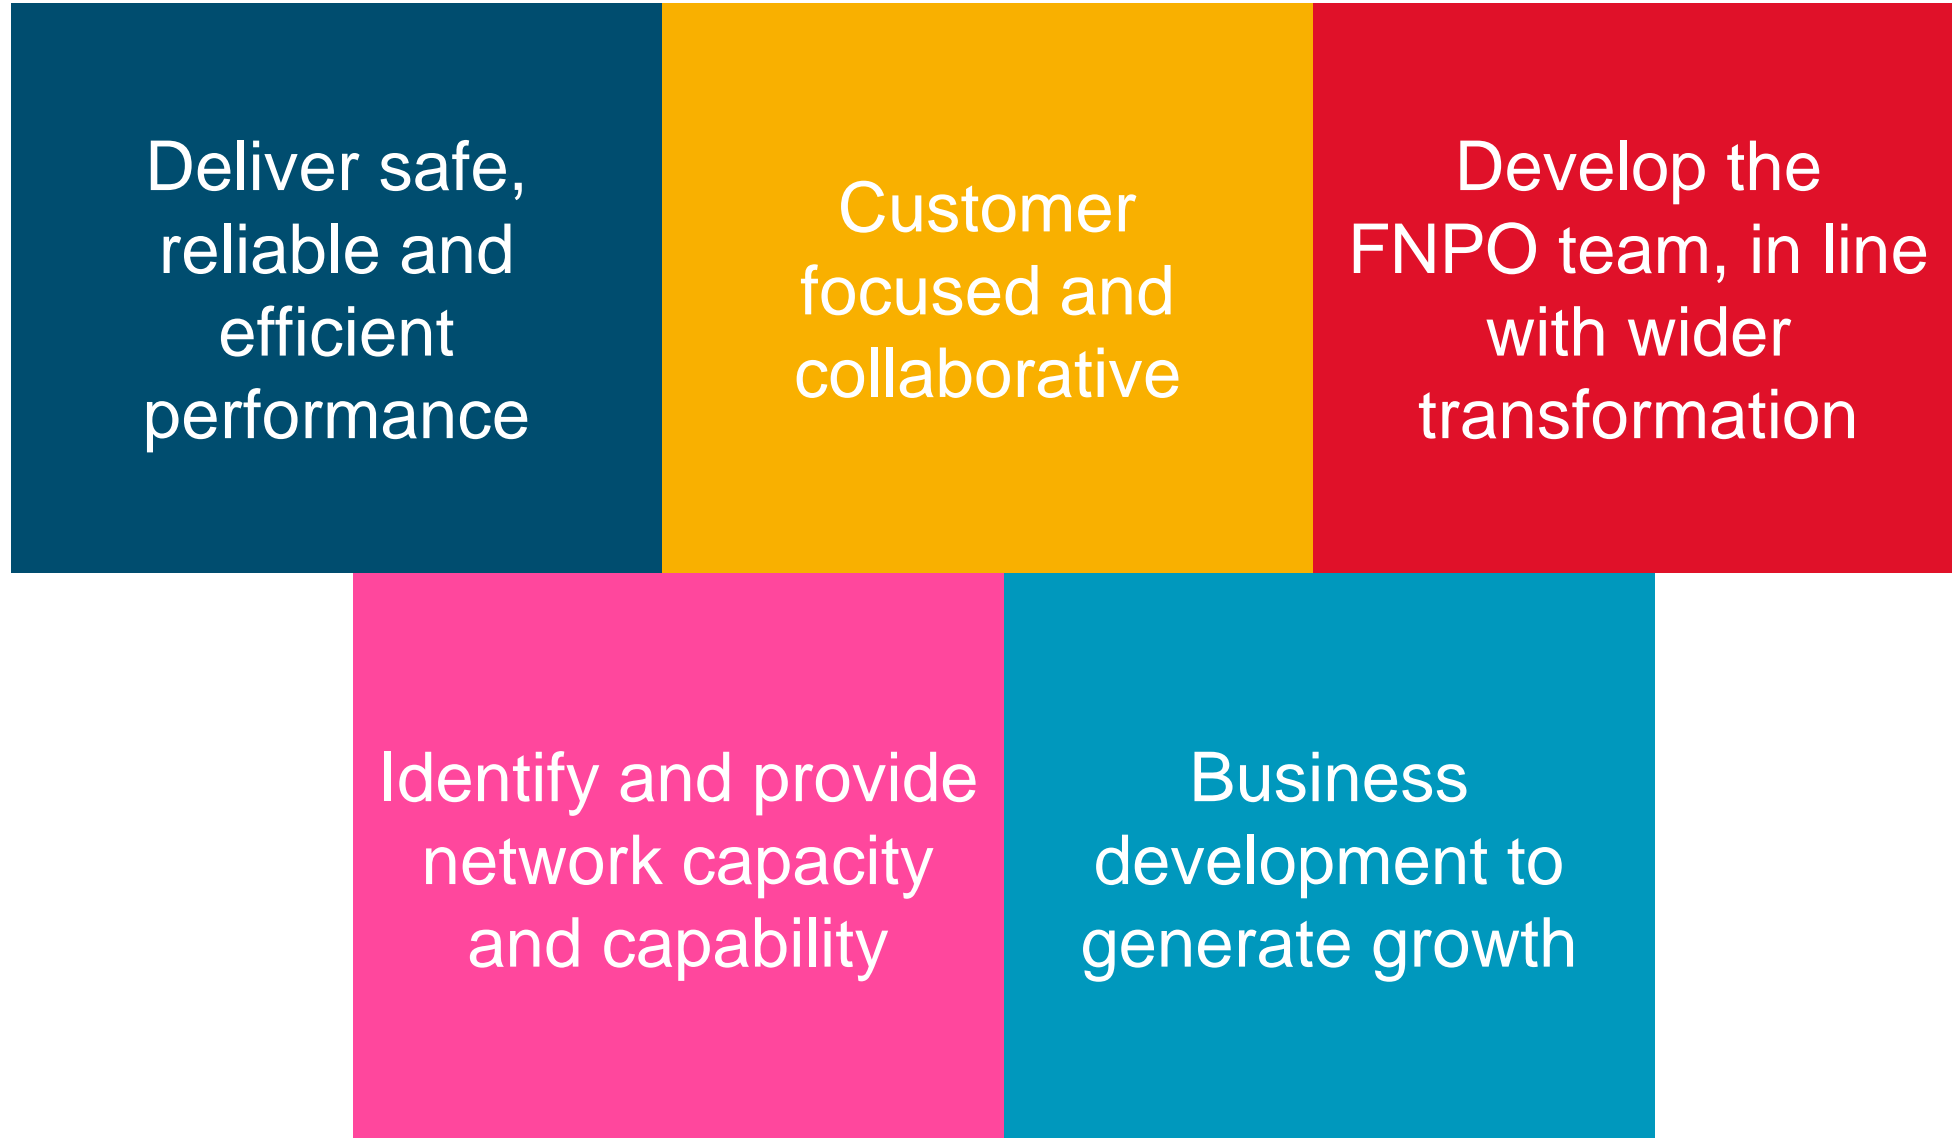 Deliver safe,
reliable and
efficient
performance
Customer
focused and
collaborative
Develop the
FNPO team, in line
with wider
transformation
Identify and provide
network capacity
and capability
Business
development to
generate growth